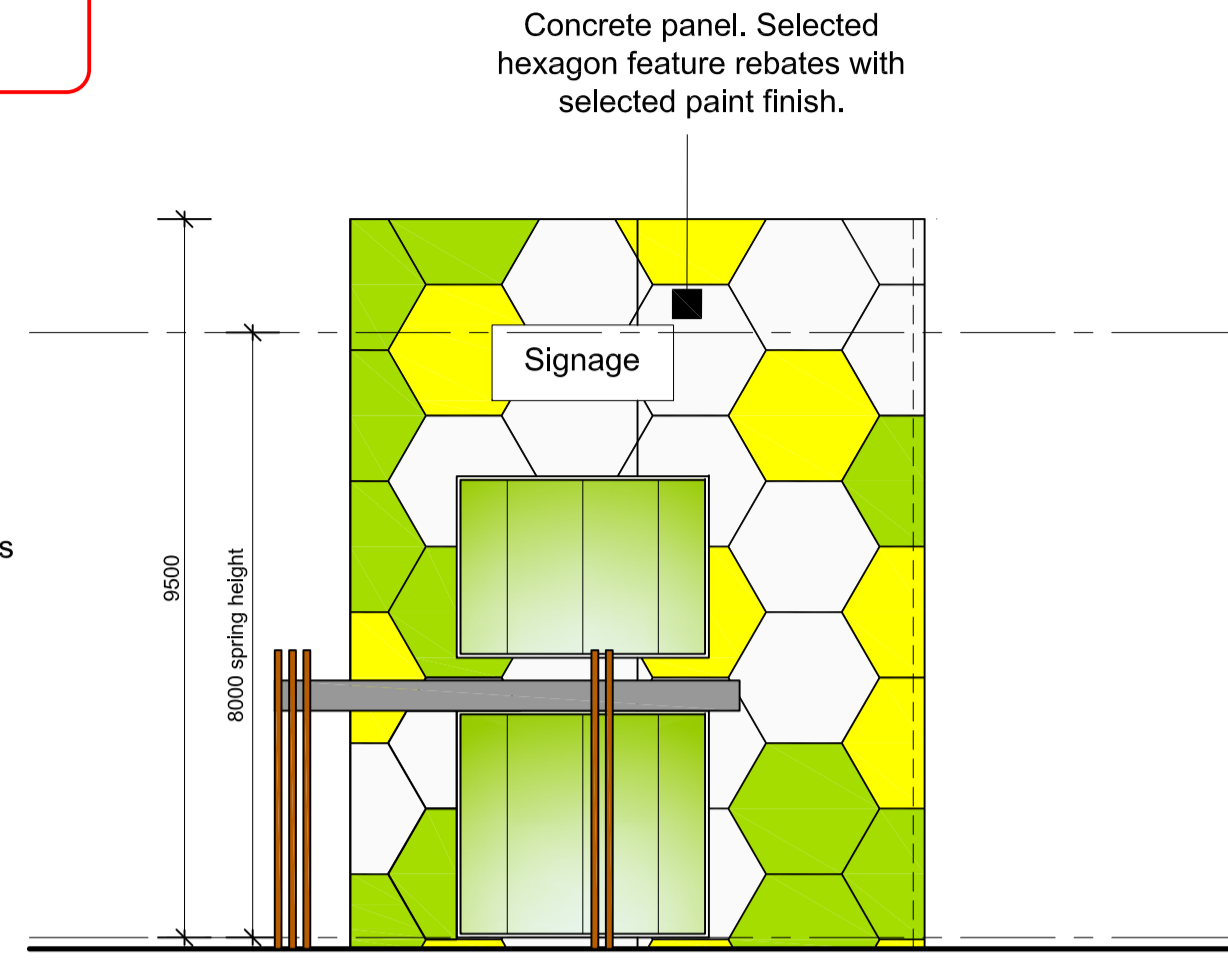 Concrete panel. Selected
hexagon feature rebates with
selected paint finish.
Signage
s
9500
8000 spring height